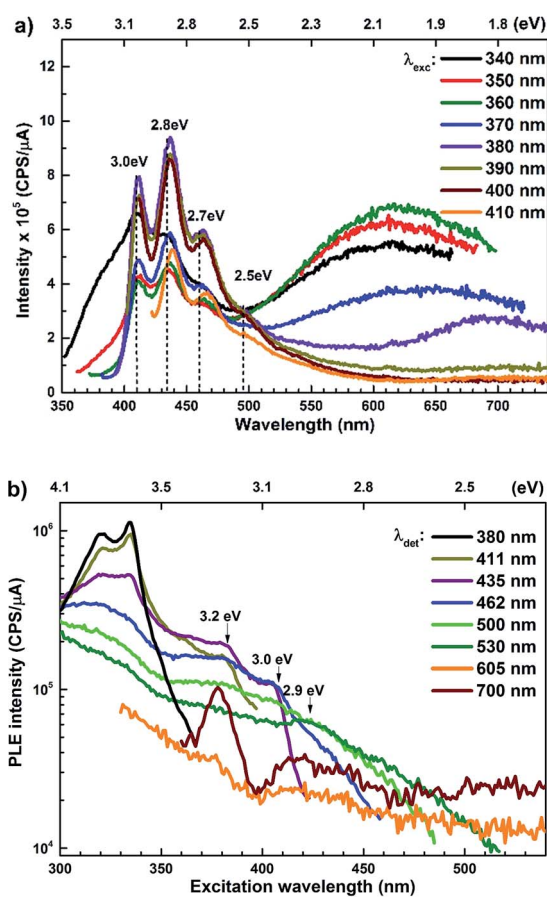 a) 3.5 3.1 2.8 2.5 2.3 2.1 1.9 1.8 (eV)
λexc: 340 nm
350 nm
360 nm
370 nm
380 nm
390 nm
400 nm
410 nm
12
10
8
6
4
2
0
Intensity x 10⁵ (CPS/μA)
3.0eV
2.8eV
2.7eV
2.5eV
350 400 450 500 550 600 650 700
Wavelength (nm)
b) 4.1 3.5 3.1 2.8 2.5 (eV)
λdet: 380 nm
411 nm
435 nm
462 nm
500 nm
530 nm
605 nm
700 nm
10⁶
10⁵
10⁴
PLE intensity (CPS/μA)
3.2 eV
3.0 eV
2.9 eV
300 350 400 450 500
Excitation wavelength (nm)